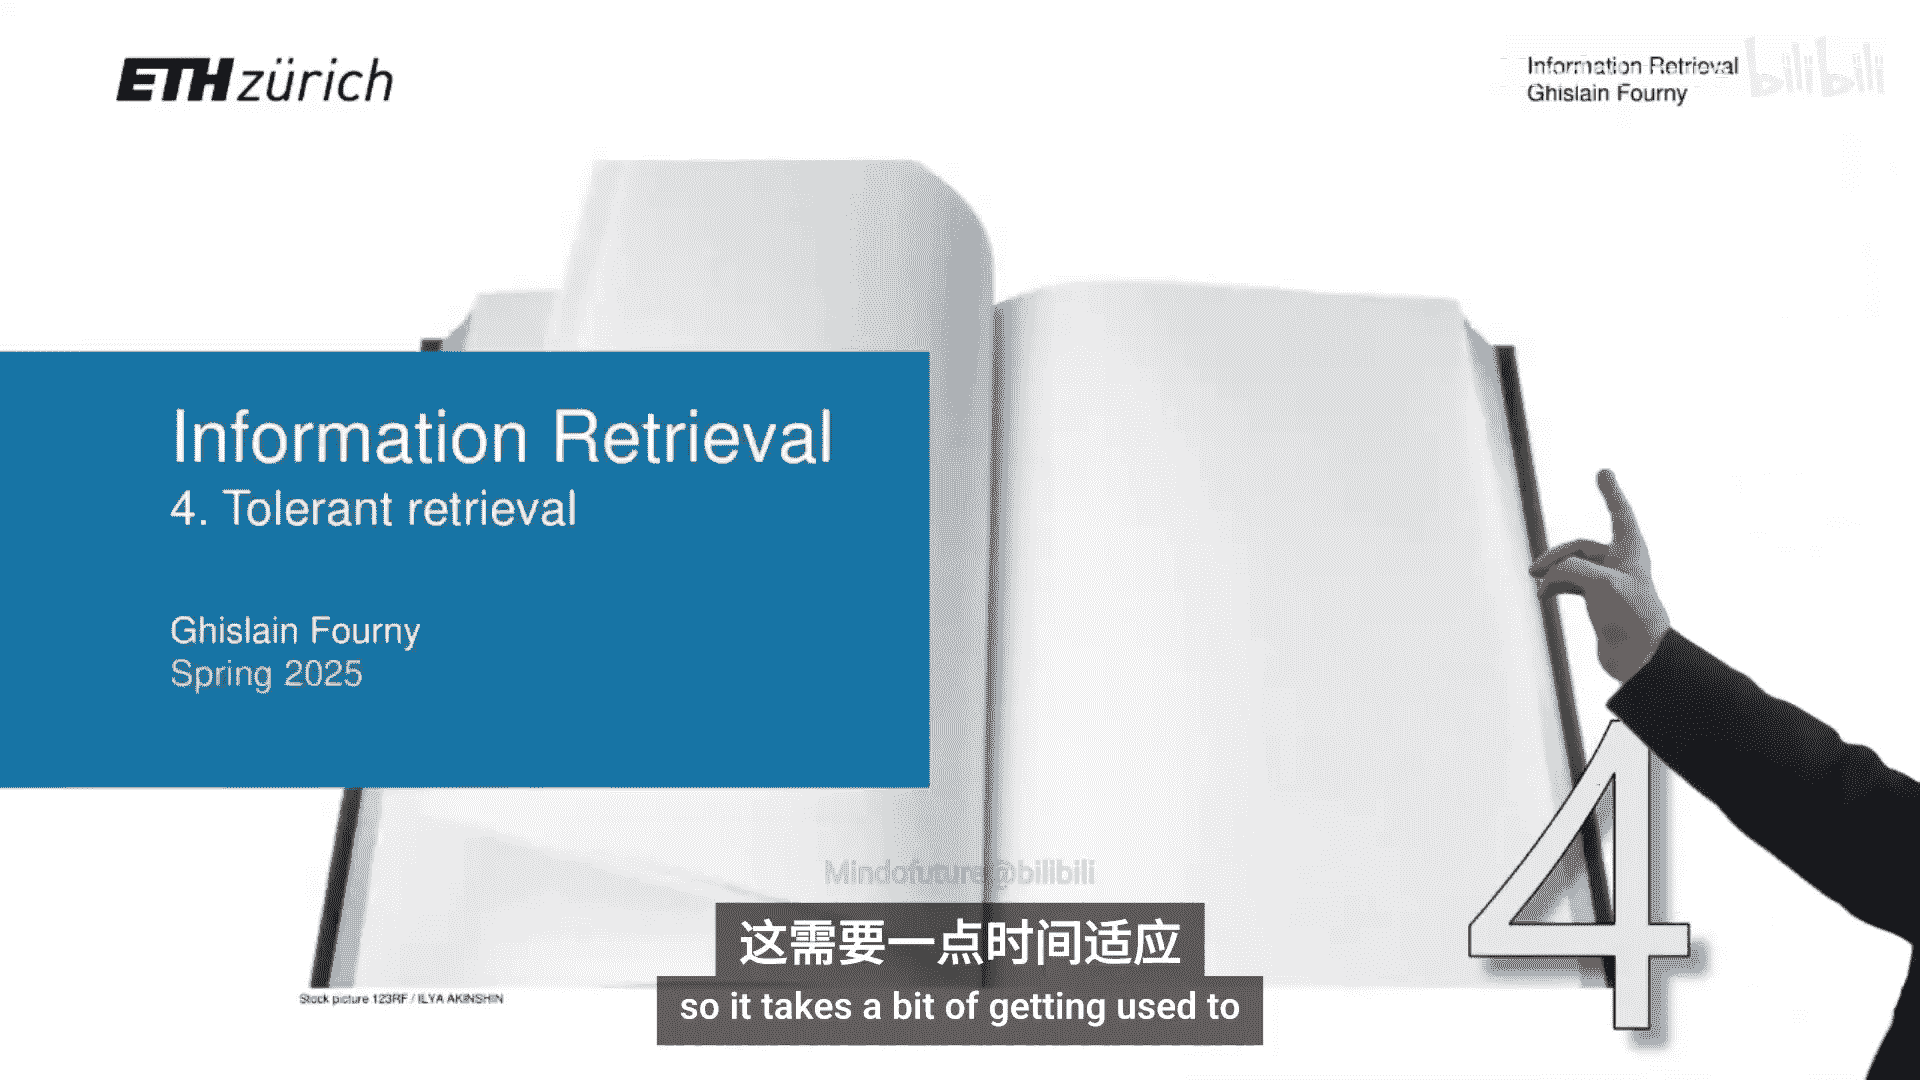 ETH zürich
Information Retrieval
Ghislain Fourny
bilibili
Information Retrieval
4. Tolerant retrieval
Ghislain Fourny
Spring 2025
4
Mindofuture@bilibili
这需要一点时间适应
so it takes a bit of getting used to
Stock picture 123RF / ILYA AKINSHIN